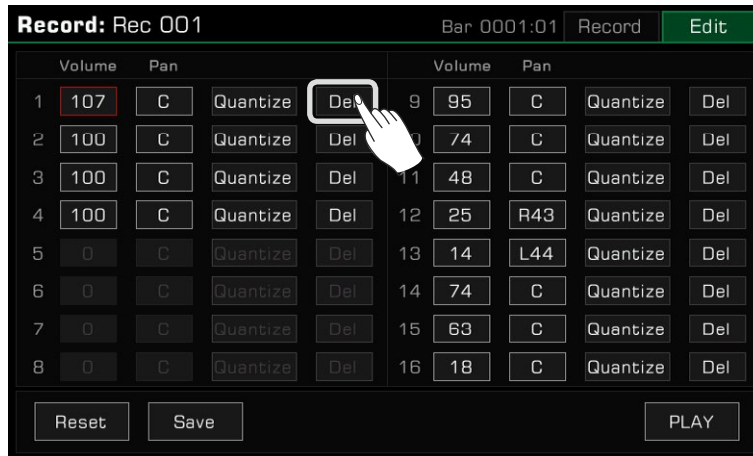 Record: Rec 001 Bar 0001:01 Record Edit
Volume Pan Volume Pan
1 107 C Quantize Del 9 95 C Quantize Del
2 100 C Quantize Del 74 C Quantize Del
3 100 C Quantize Del 11 48 C Quantize Del
4 100 C Quantize Del 12 25 R43 Quantize Del
5 0 C Quantize Del 13 14 L44 Quantize Del
6 0 C Quantize Del 14 74 C Quantize Del
7 0 C Quantize Del 15 63 C Quantize Del
8 0 C Quantize Del 16 18 C Quantize Del
Reset Save PLAY